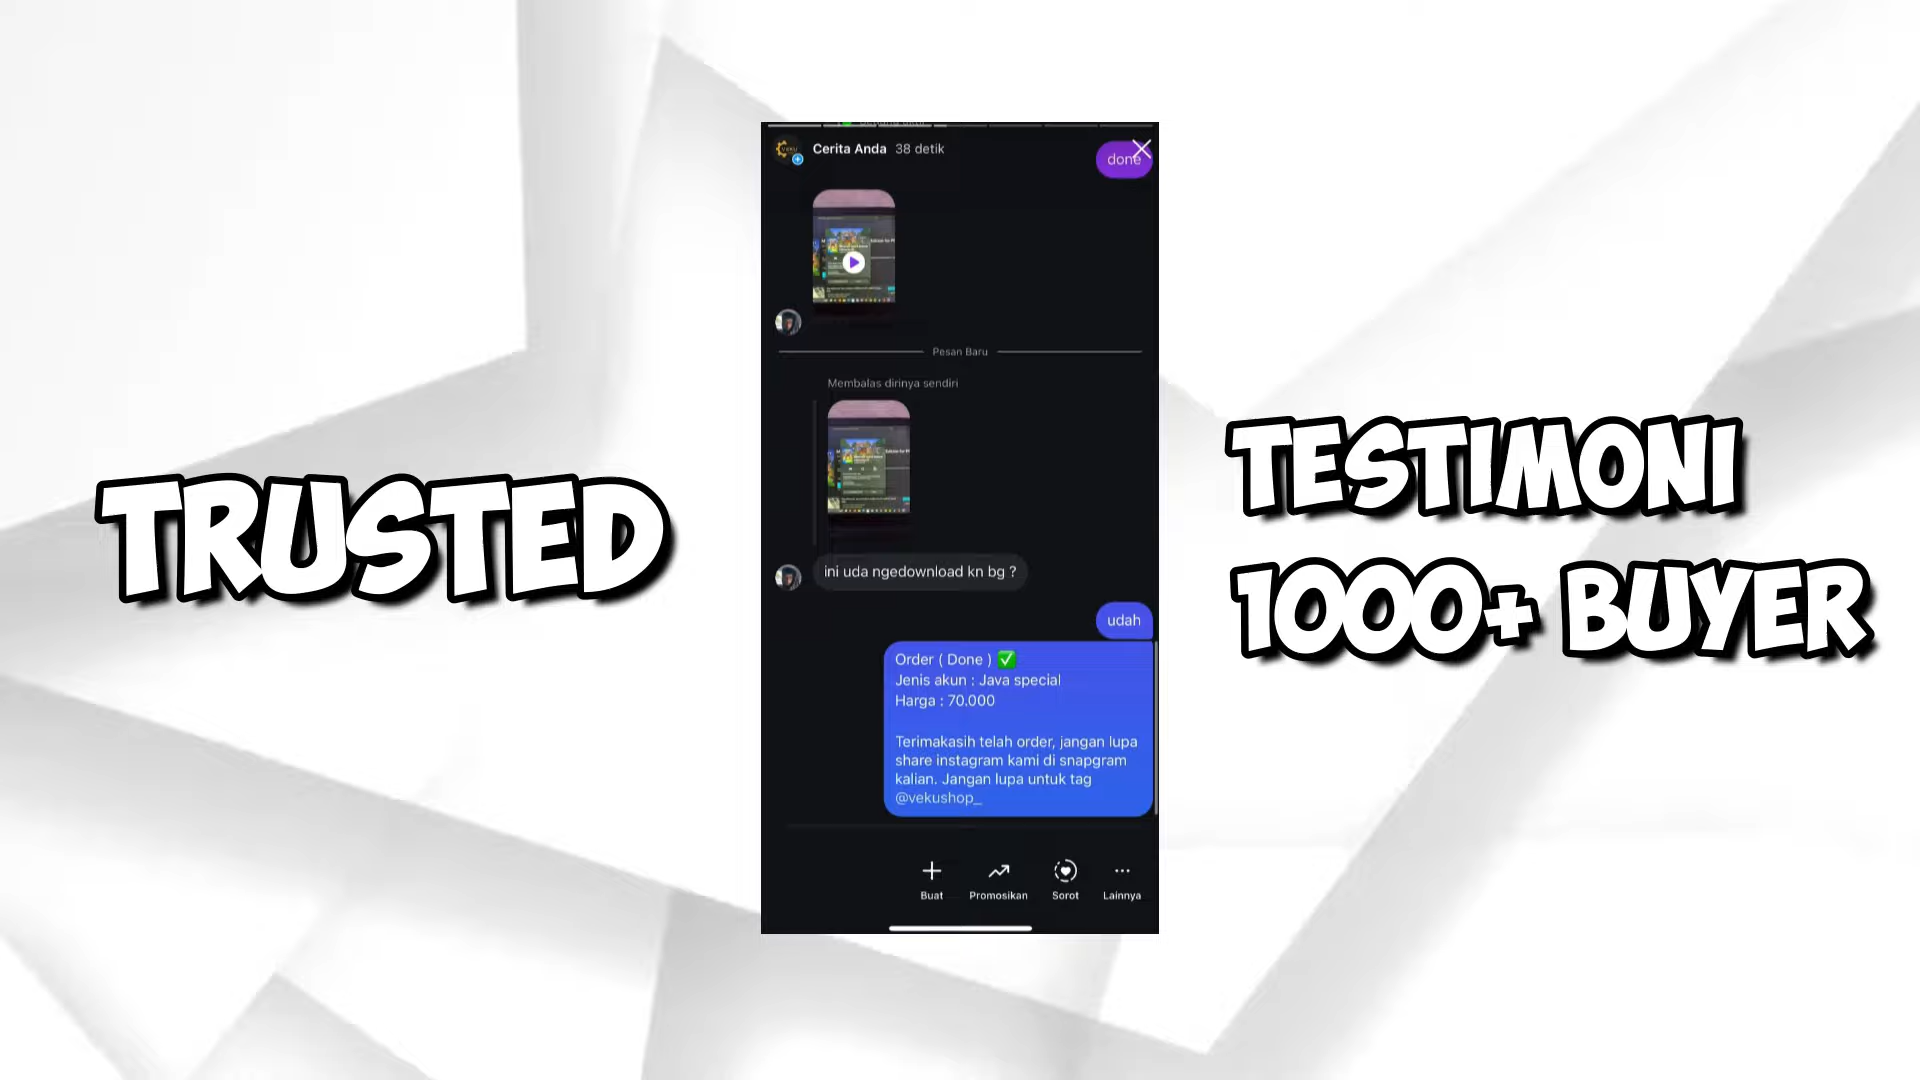 Cerita Anda 38 detik
done
Pesan Baru
Membalas dirinya sendiri
ini uda ngedownload kn bg ?
udah
Order ( Done ) ✅
Jenis akun : Java special
Harga : 70.000
Terimakasih telah order, jangan lupa
share instagram kami di snapgram
kalian. Jangan lupa untuk tag
@vekushop_
Buat Promosikan Sorot Lainnya
TRUSTED
TESTIMONI
1000+ BUYER